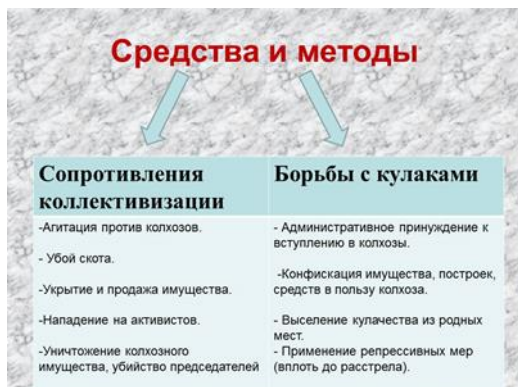 Средства и методы
Сопротивления
коллективизации
-Агитация против колхозов.
- Убой скота.
-Укрытие и продажа имущества.
-Нападение на активистов.
-Уничтожение колхозного
имущества, убийство председателей
Борьбы с кулаками
- Административное принуждение к
вступлению в колхозы.
-Конфискация имущества, построек,
средств в пользу колхоза.
- Выселение кулачества из родных
мест.
- Применение репрессивных мер
(вплоть до расстрела).